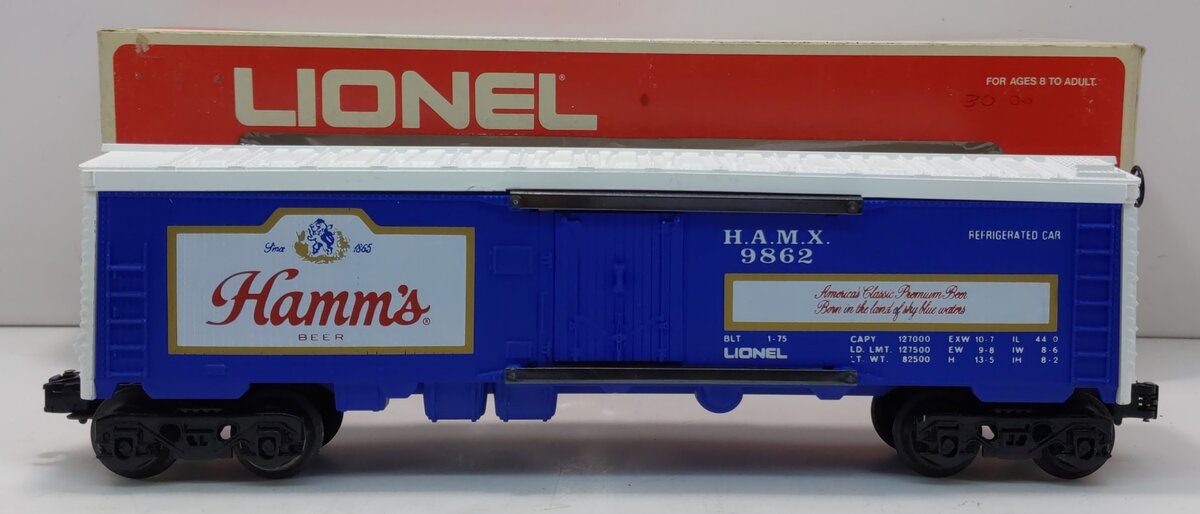 LIONEL®
FOR AGES 8 TO ADULT.
30 00
Since 1865
Hamm's®
BEER
H.A.M.X.
9862
REFRIGERATED CAR
America's Classic Premium Beer
Born in the land of sky blue waters
BLT 1-75
LIONEL
CAPY 127000 EXW 10-7 IL 44 0
LD. LMT. 127500 EW 9-8 IW 8-6
LT. WT. 82500 H 13-5 IH 8-2